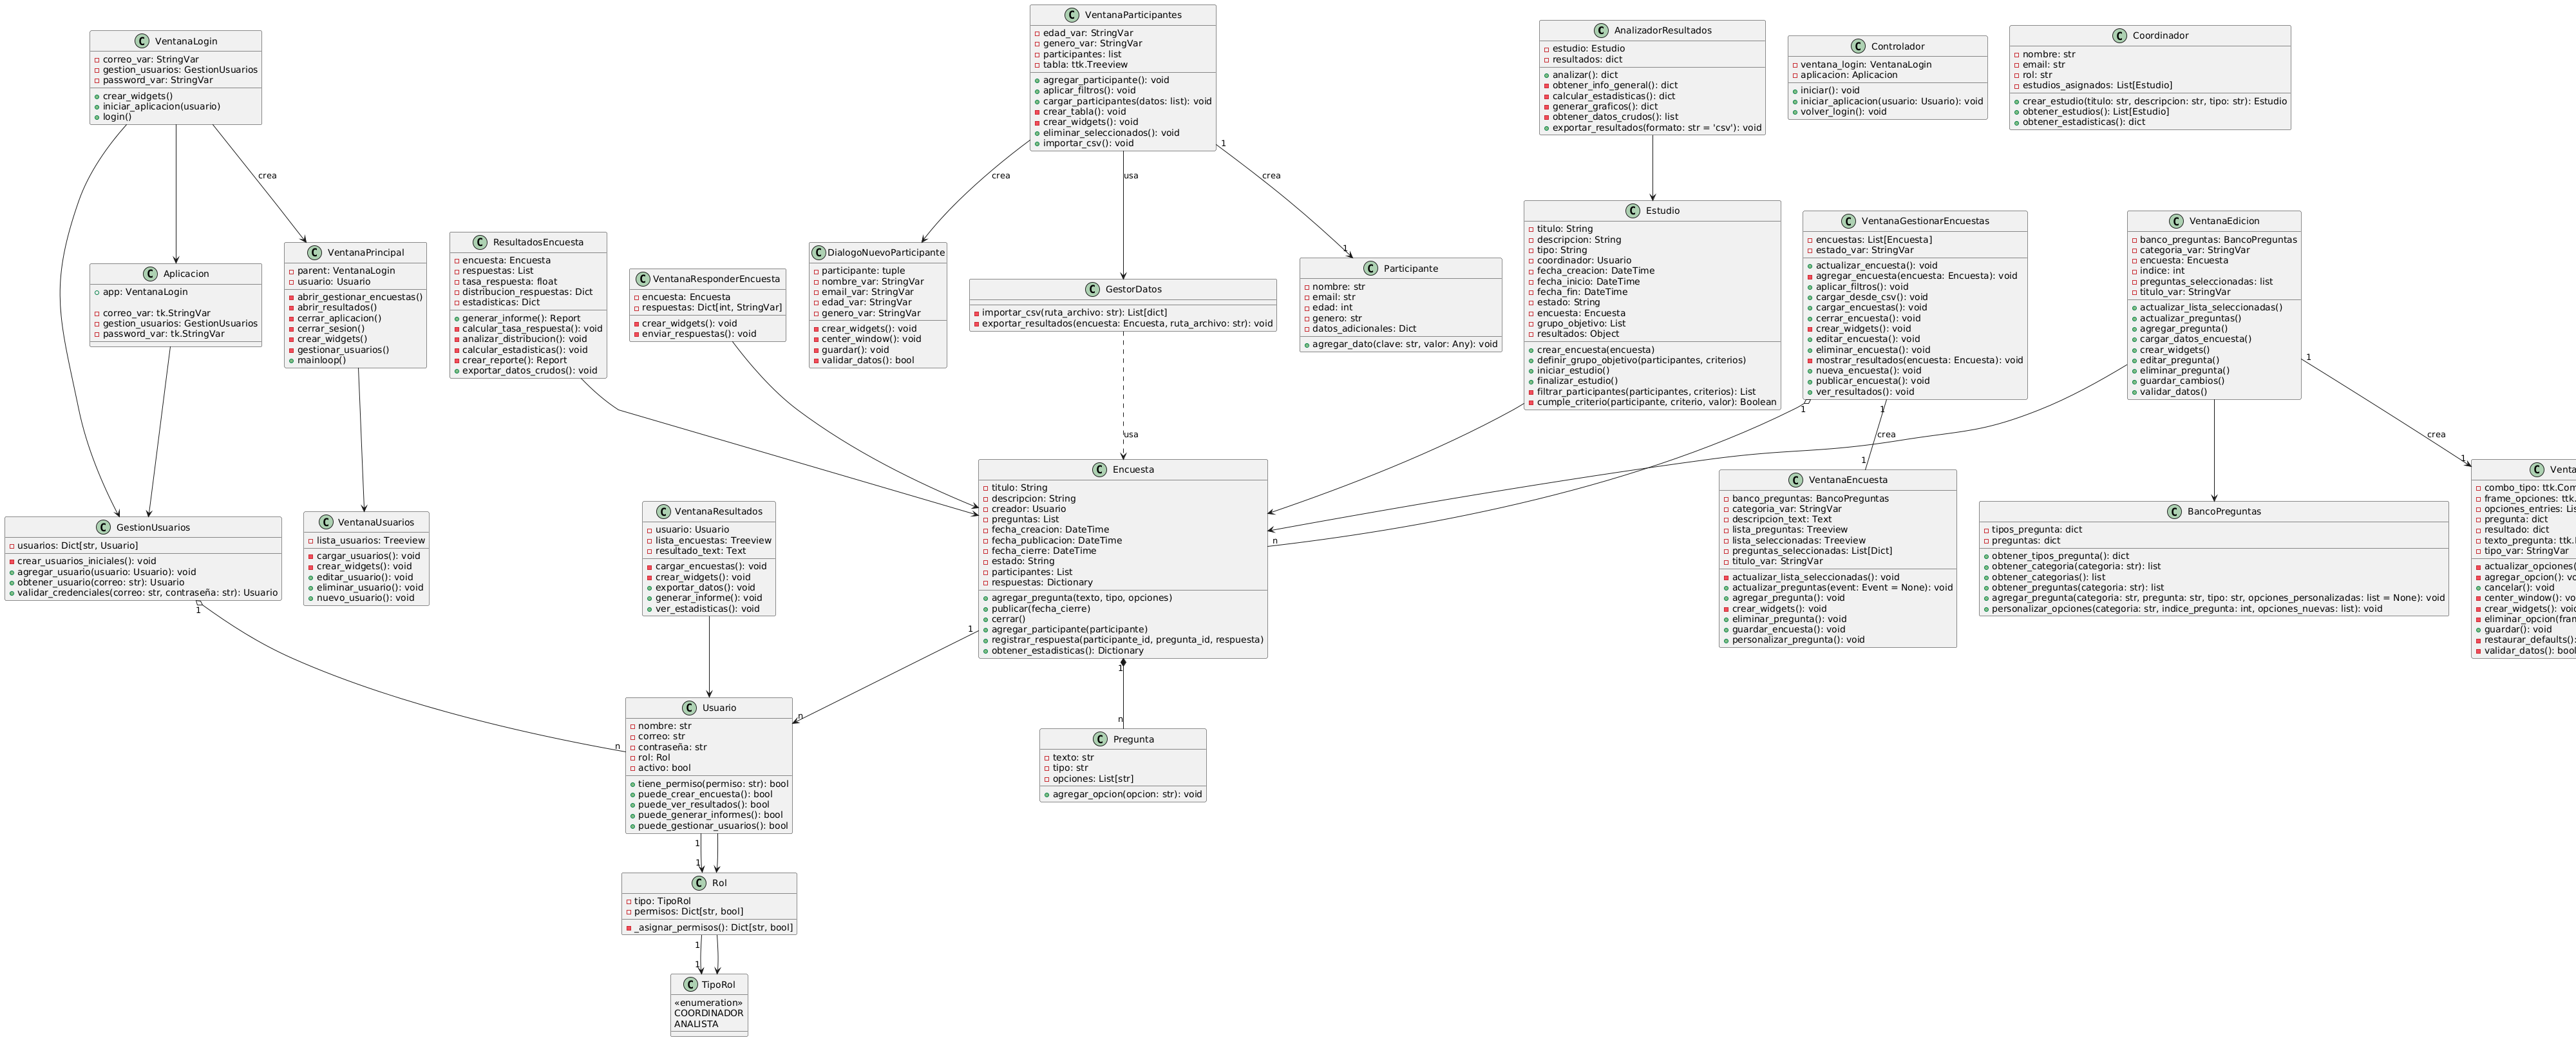 VentanaLogin
correo_var: StringVar
gestion_usuarios: GestionUsuarios
password_var: StringVar
crear_widgets()
iniciar_aplicacion(usuario)
login()
VentanaParticipantes
edad_var: StringVar
genero_var: StringVar
participantes: list
tabla: ttk.Treeview
agregar_participante(): void
aplicar_filtros(): void
cargar_participantes(datos: list): void
crear_tabla(): void
crear_widgets(): void
eliminar_seleccionados(): void
importar_csv(): void
AnalizadorResultados
estudio: Estudio
resultados: dict
analizar(): dict
obtener_info_general(): dict
calcular_estadisticas(): dict
generar_graficos(): dict
obtener_datos_crudos(): list
exportar_resultados(formato: str = 'csv'): void
Controlador
ventana_login: VentanaLogin
aplicacion: Aplicacion
iniciar(): void
iniciar_aplicacion(usuario: Usuario): void
volver_login(): void
Coordinador
nombre: str
email: str
rol: str
estudios_asignados: List[Estudio]
crear_estudio(titulo: str, descripcion: str, tipo: str): Estudio
obtener_estudios(): List[Estudio]
obtener_estadisticas(): dict
crea
crea
usa
1
crea
1
Aplicacion
app: VentanaLogin
correo_var: tk.StringVar
gestion_usuarios: GestionUsuarios
password_var: tk.StringVar
VentanaPrincipal
parent: VentanaLogin
usuario: Usuario
abrir_gestionar_encuestas()
abrir_resultados()
cerrar_aplicacion()
cerrar_sesion()
crear_widgets()
gestionar_usuarios()
mainloop()
ResultadosEncuesta
encuesta: Encuesta
respuestas: List
tasa_respuesta: float
distribucion_respuestas: Dict
estadisticas: Dict
generar_informe(): Report
calcular_tasa_respuesta(): void
analizar_distribucion(): void
calcular_estadisticas(): void
crear_reporte(): Report
exportar_datos_crudos(): void
VentanaResponderEncuesta
encuesta: Encuesta
respuestas: Dict[int, StringVar]
crear_widgets(): void
enviar_respuestas(): void
DialogoNuevoParticipante
participante: tuple
nombre_var: StringVar
email_var: StringVar
edad_var: StringVar
genero_var: StringVar
crear_widgets(): void
center_window(): void
guardar(): void
validar_datos(): bool
GestorDatos
importar_csv(ruta_archivo: str): List[dict]
exportar_resultados(encuesta: Encuesta, ruta_archivo: str): void
Participante
nombre: str
email: str
edad: int
genero: str
datos_adicionales: Dict
agregar_dato(clave: str, valor: Any): void
Estudio
titulo: String
descripcion: String
tipo: String
coordinador: Usuario
fecha_creacion: DateTime
fecha_inicio: DateTime
fecha_fin: DateTime
estado: String
encuesta: Encuesta
grupo_objetivo: List
resultados: Object
crear_encuesta(encuesta)
definir_grupo_objetivo(participantes, criterios)
iniciar_estudio()
finalizar_estudio()
filtrar_participantes(participantes, criterios): List
cumple_criterio(participante, criterio, valor): Boolean
VentanaGestionarEncuestas
encuestas: List[Encuesta]
estado_var: StringVar
actualizar_encuesta(): void
agregar_encuesta(encuesta: Encuesta): void
aplicar_filtros(): void
cargar_desde_csv(): void
cargar_encuestas(): void
cerrar_encuesta(): void
crear_widgets(): void
editar_encuesta(): void
eliminar_encuesta(): void
mostrar_resultados(encuesta: Encuesta): void
nueva_encuesta(): void
publicar_encuesta(): void
ver_resultados(): void
VentanaEdicion
banco_preguntas: BancoPreguntas
categoria_var: StringVar
encuesta: Encuesta
indice: int
preguntas_seleccionadas: list
titulo_var: StringVar
actualizar_lista_seleccionadas()
actualizar_preguntas()
agregar_pregunta()
cargar_datos_encuesta()
crear_widgets()
editar_pregunta()
eliminar_pregunta()
guardar_cambios()
validar_datos()
1
1
1
crea
1
crea
1
usa
n
GestionUsuarios
usuarios: Dict[str, Usuario]
crear_usuarios_iniciales(): void
agregar_usuario(usuario: Usuario): void
obtener_usuario(correo: str): Usuario
validar_credenciales(correo: str, contraseña: str): Usuario
1
VentanaUsuarios
lista_usuarios: Treeview
cargar_usuarios(): void
crear_widgets(): void
editar_usuario(): void
eliminar_usuario(): void
nuevo_usuario(): void
VentanaResultados
usuario: Usuario
lista_encuestas: Treeview
resultado_text: Text
cargar_encuestas(): void
crear_widgets(): void
exportar_datos(): void
generar_informe(): void
ver_estadisticas(): void
Encuesta
titulo: String
descripcion: String
creador: Usuario
preguntas: List
fecha_creacion: DateTime
fecha_publicacion: DateTime
fecha_cierre: DateTime
estado: String
participantes: List
respuestas: Dictionary
agregar_pregunta(texto, tipo, opciones)
publicar(fecha_cierre)
cerrar()
agregar_participante(participante)
registrar_respuesta(participante_id, pregunta_id, respuesta)
obtener_estadisticas(): Dictionary
VentanaEncuesta
banco_preguntas: BancoPreguntas
categoria_var: StringVar
descripcion_text: Text
lista_preguntas: Treeview
lista_seleccionadas: Treeview
preguntas_seleccionadas: List[Dict]
titulo_var: StringVar
actualizar_lista_seleccionadas(): void
actualizar_preguntas(event: Event = None): void
agregar_pregunta(): void
crear_widgets(): void
eliminar_pregunta(): void
guardar_encuesta(): void
personalizar_pregunta(): void
BancoPreguntas
tipos_pregunta: dict
preguntas: dict
obtener_tipos_pregunta(): dict
obtener_categoria(categoria: str): list
obtener_categorias(): list
obtener_preguntas(categoria: str): list
agregar_pregunta(categoria: str, pregunta: str, tipo: str, opciones_personalizadas: list = None): void
personalizar_opciones(categoria: str, indice_pregunta: int, opciones_nuevas: list): void
Venta
combo_tipo: ttk.Com
frame_opciones: ttk.
opciones_entries: Lis
pregunta: dict
resultado: dict
texto_pregunta: ttk.
tipo_var: StringVar
actualizar_opciones(
agregar_opcion(): vo
cancelar(): void
center_window(): vo
crear_widgets(): void
eliminar_opcion(fran
guardar(): void
restaurar_defaults():
validar_datos(): bool
1
1
n
n
n
Usuario
nombre: str
correo: str
contraseña: str
rol: Rol
activo: bool
tiene_permiso(permiso: str): bool
puede_crear_encuesta(): bool
puede_ver_resultados(): bool
puede_generar_informes(): bool
puede_gestionar_usuarios(): bool
Pregunta
texto: str
tipo: str
opciones: List[str]
agregar_opcion(opcion: str): void
1
1
Rol
tipo: TipoRol
permisos: Dict[str, bool]
_asignar_permisos(): Dict[str, bool]
1
1
TipoRol
«enumeration»
COORDINADOR
ANALISTA